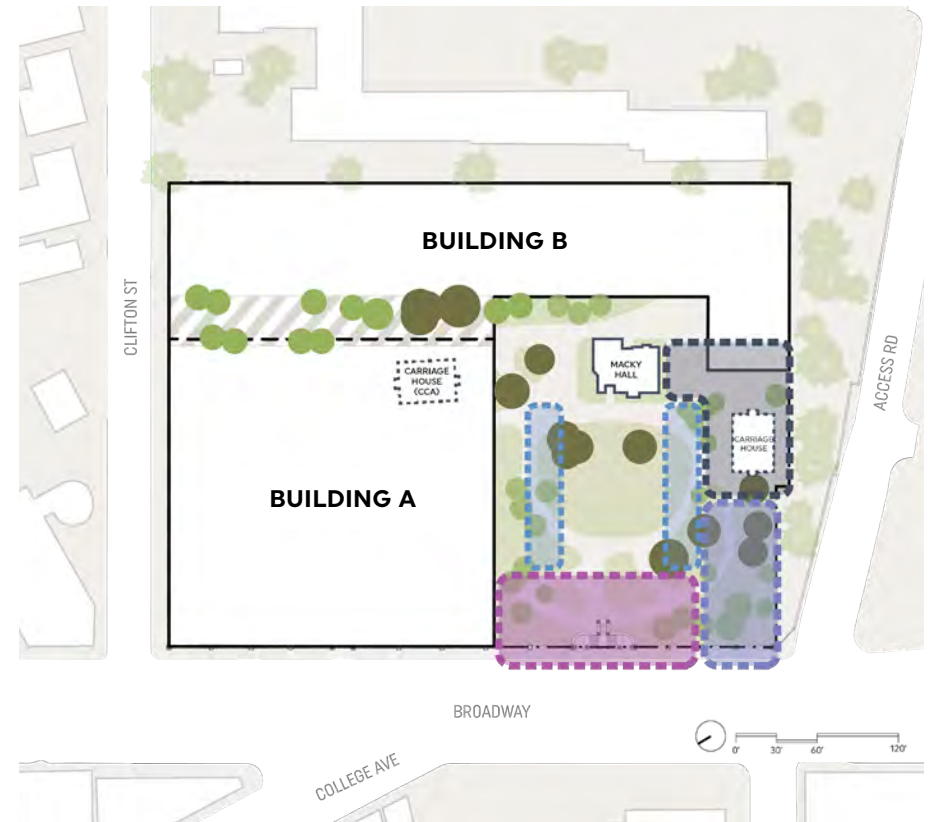 BUILDING B
CLIFTON ST
CARRIAGE
HOUSE
(CCA)
MACKY
HALL
ACCESS RD
CARRIAGE
HOUSE
BUILDING A
BROADWAY
COLLEGE AVE
0' 30' 60' 120'